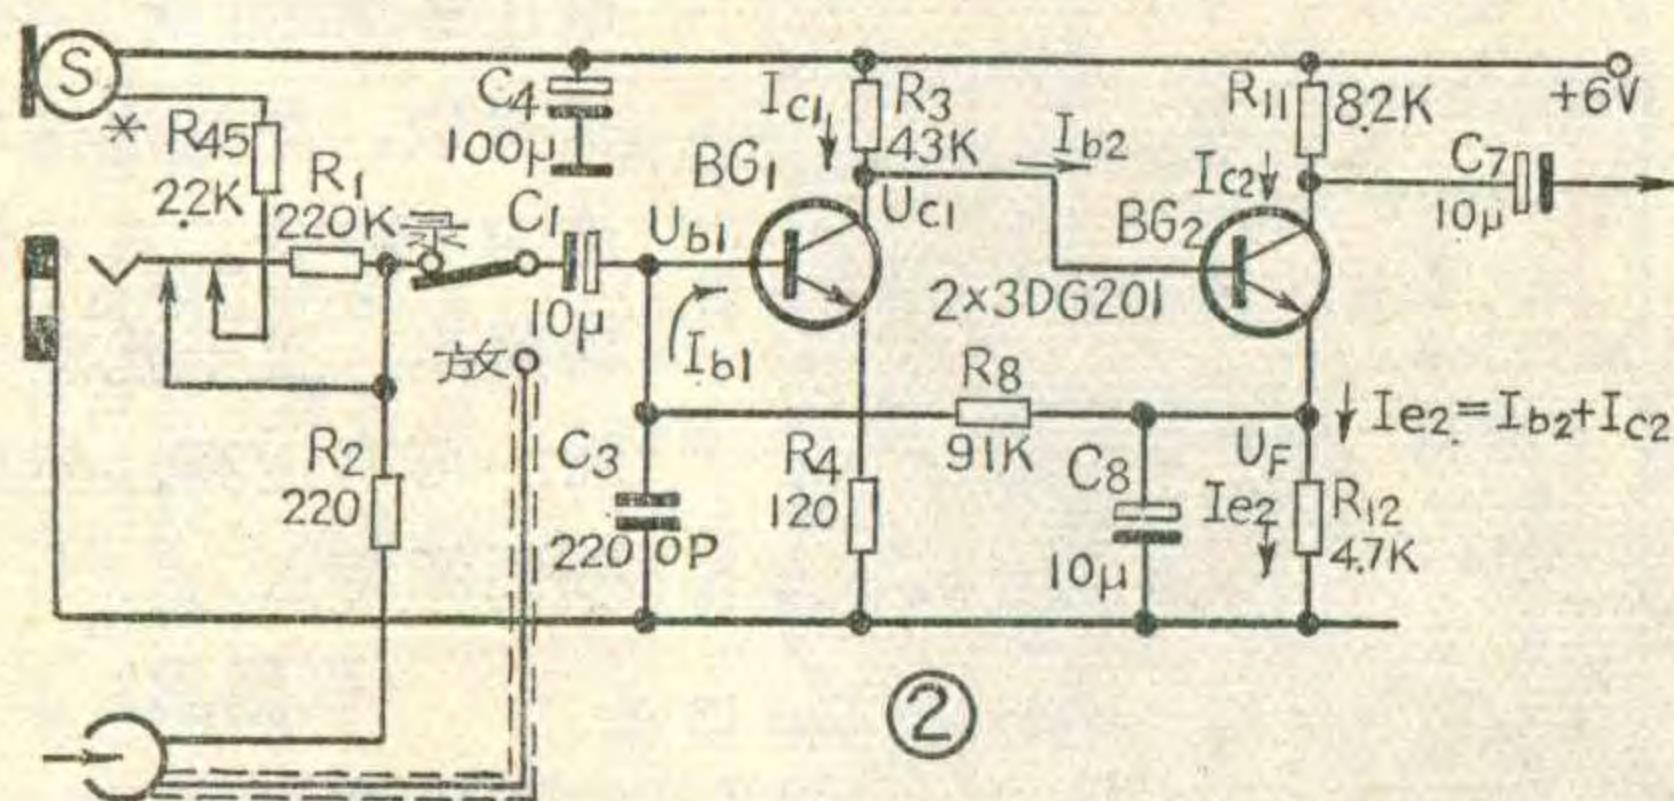 S
* R45
2.2K
R1
220K
录
C4
100μ
C1
10μ
Ub1
BG1
Ic1
R3
43K
Uc1
Ib2
Ic2
BG2
R11
8.2K
+6V
C7
10μ
2×3DG201
放
Ib1
R8
91K
Ie2=Ib2+Ic2
R2
220
C3
2200P
R4
120
C8
10μ
UF
Ie2
R12
4.7K
②